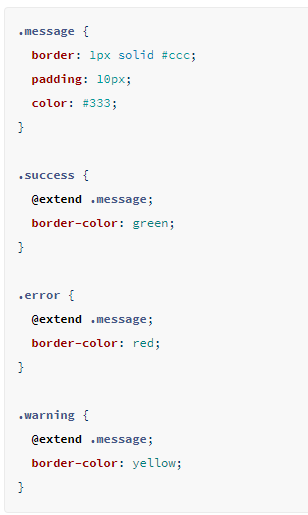 .message {
  border: 1px solid #ccc;
  padding: 10px;
  color: #333;
}

.success {
  @extend .message;
  border-color: green;
}

.error {
  @extend .message;
  border-color: red;
}

.warning {
  @extend .message;
  border-color: yellow;
}